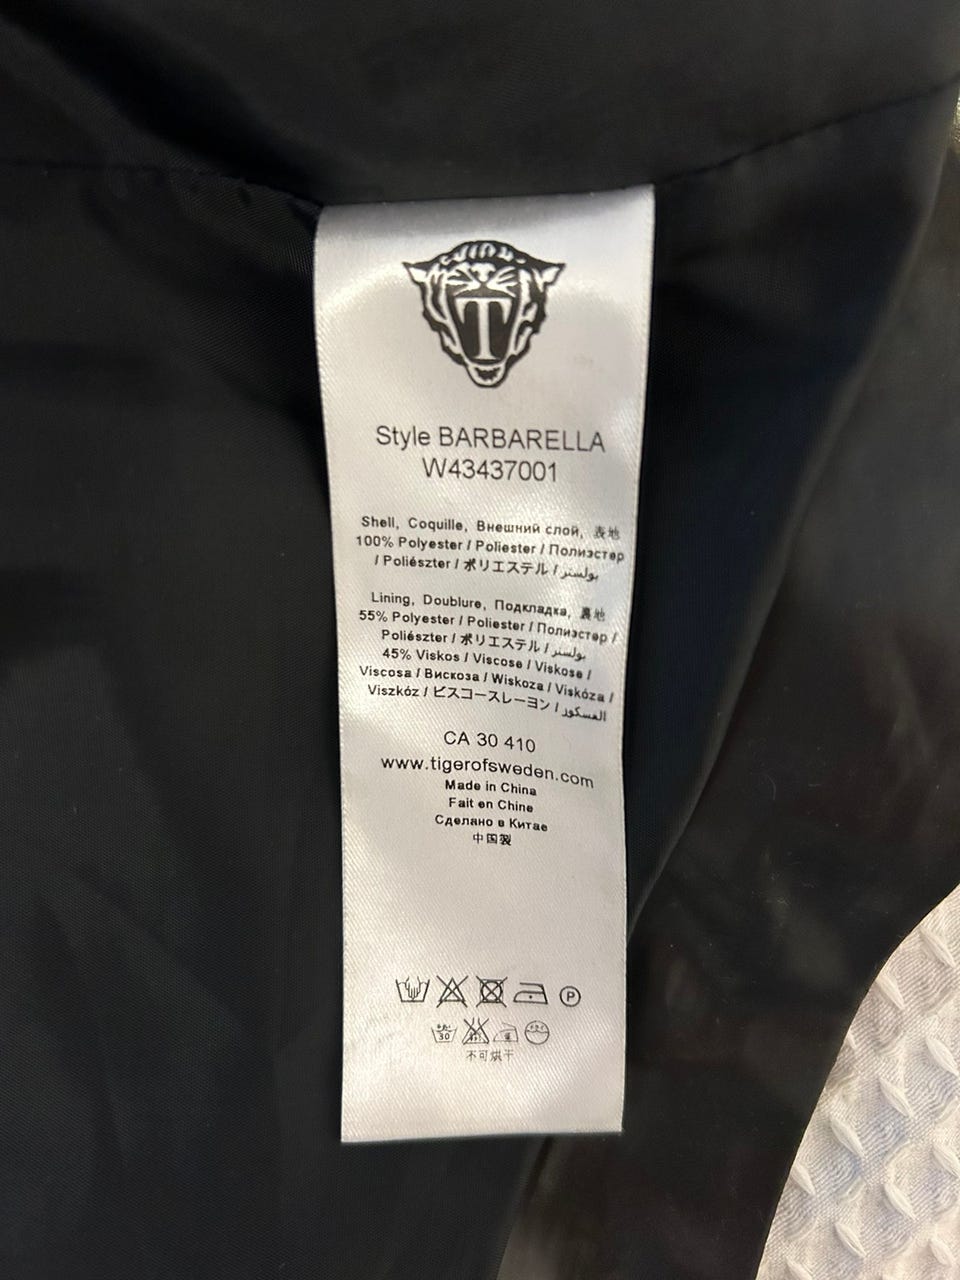 T
Style BARBARELLA
W43437001
Shell, Coquille, Внешний слой, 表地
100% Polyester / Poliester / Полиэстер
/ Poliészter / ポリエステル / بولستر
Lining, Doublure, Подкладка, 裏地
55% Polyester / Poliester / Полиэстер /
Poliészter / ポリエステル / بولستر
45% Viskos / Viscose / Viskose /
Viscosa / Вискоза / Wiskoza / Viskóza /
Viszkóz / ビスコースレーヨン / الفسكوز
CA 30 410
www.tigerofsweden.com
Made in China
Fait en Chine
Сделано в Китае
中国製
P
30
不可烘干